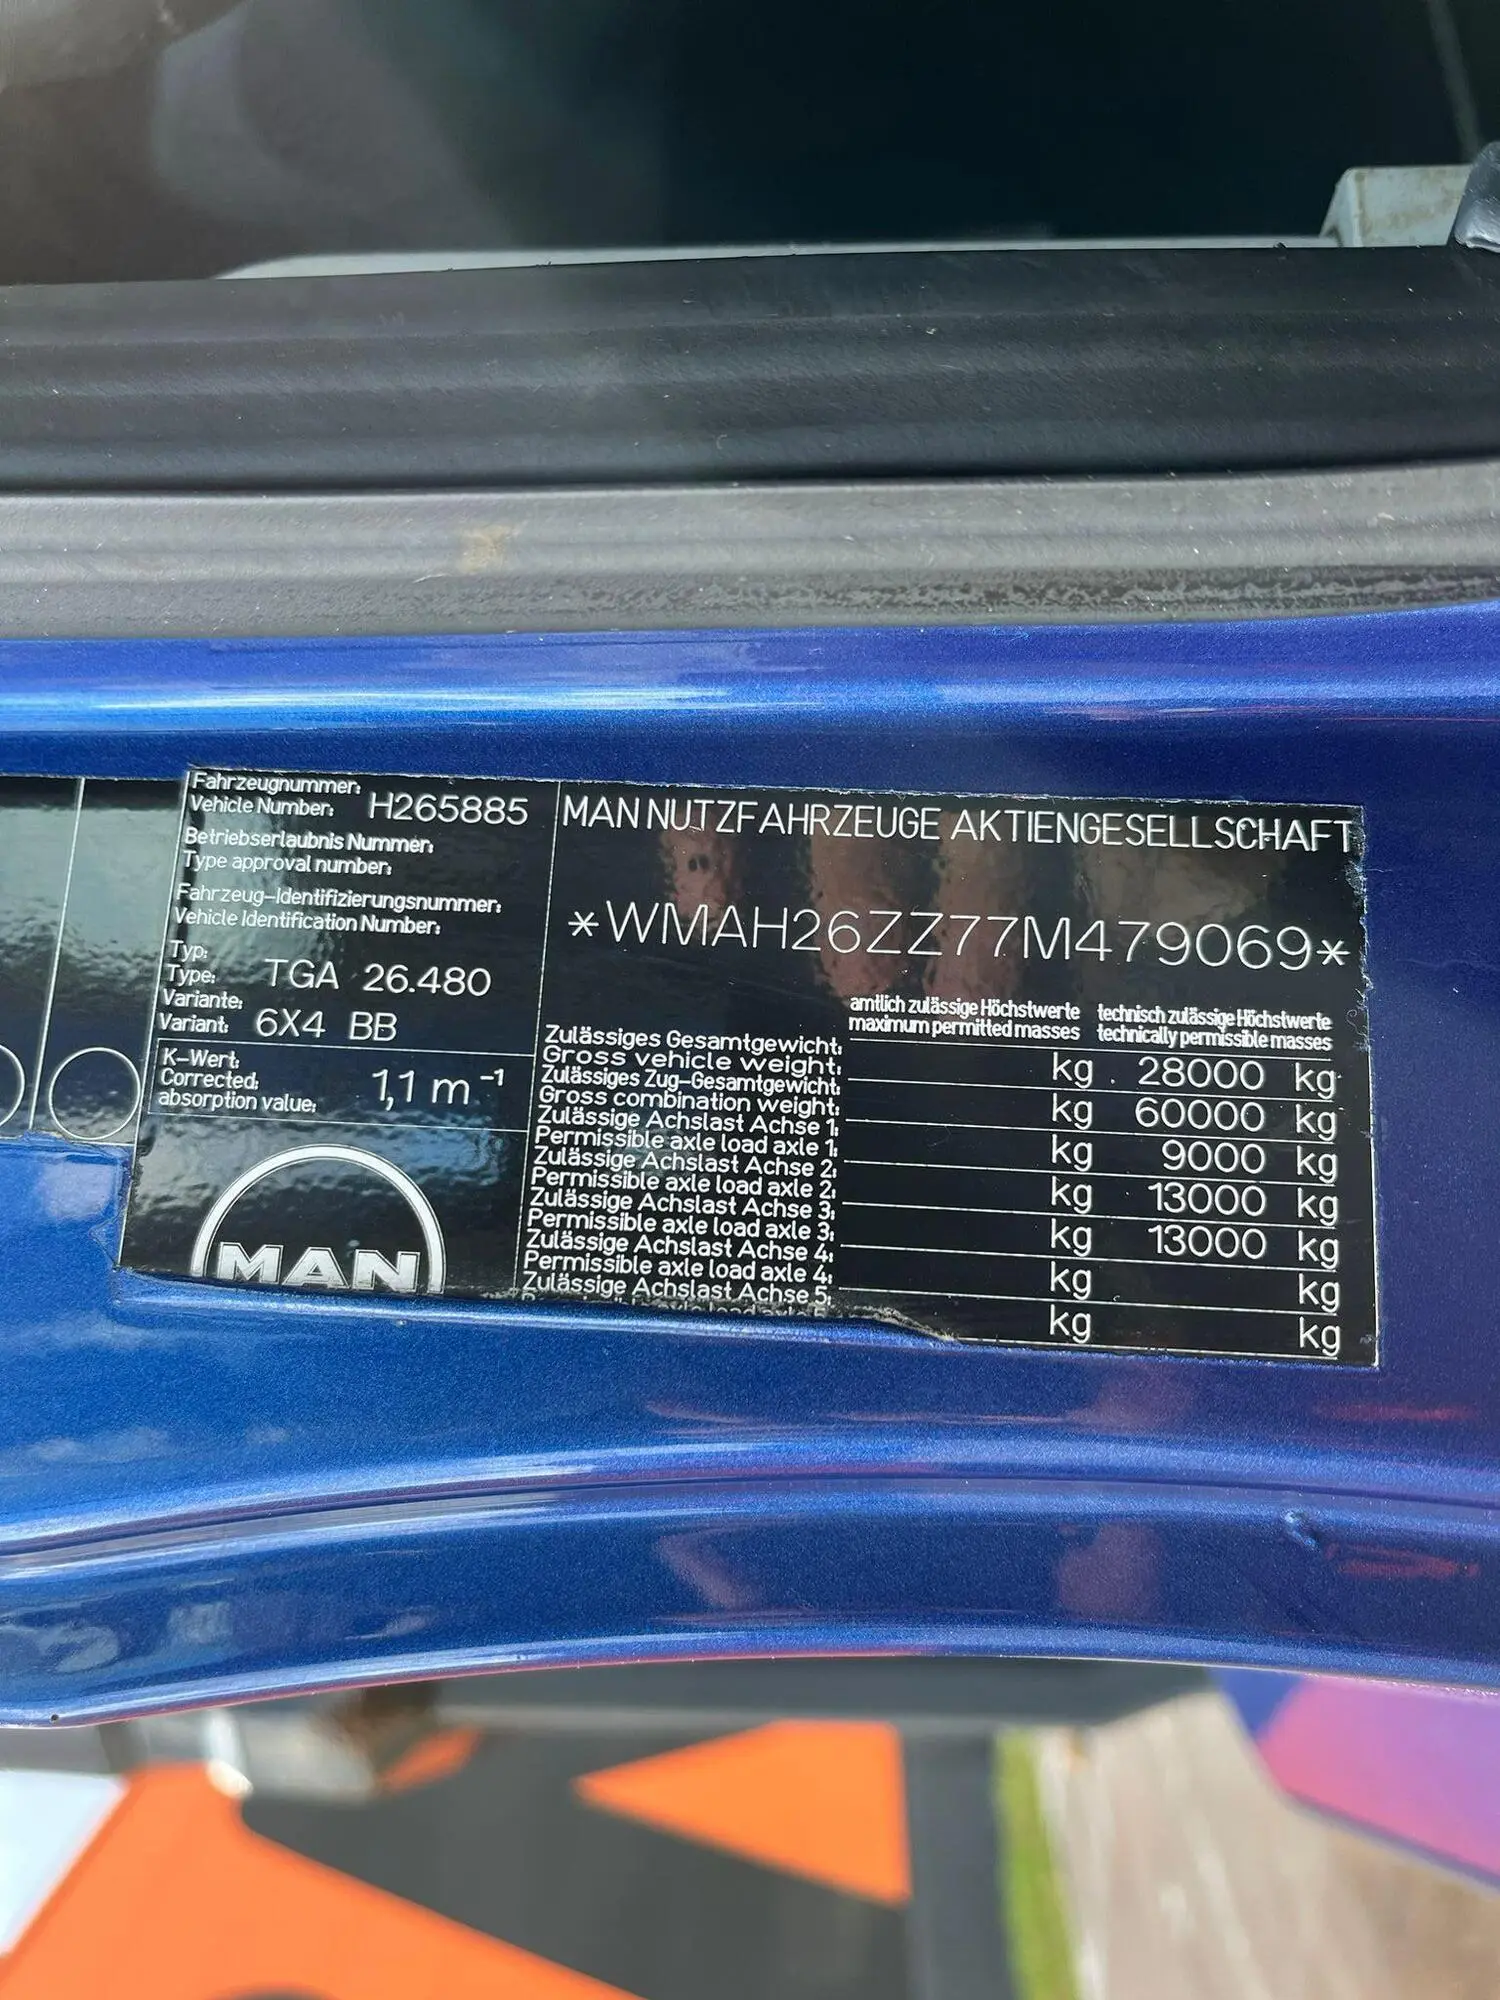 Fahrzeugnummer:
Vehicle Number: H265885
Betriebserlaubnis Nummer:
Type approval number:
Fahrzeug-Identifizierungsnummer:
Vehicle Identification Number:
Typ:
Type: TGA 26.480
Variante:
Variant: 6X4 BB
K-Wert:
Corrected:
absorption value: 1,1 m⁻¹
MAN
MAN NUTZFAHRZEUGE AKTIENGESELLSCHAFT
*WMAH26ZZ77M479069*
amtlich zulässige Höchstwerte technisch zulässige Höchstwerte
maximum permitted masses technically permissible masses
Zulässiges Gesamtgewicht:
Gross vehicle weight: kg 28000 kg
Zulässiges Zug-Gesamtgewicht:
Gross combination weight: kg 60000 kg
Zulässige Achslast Achse 1:
Permissible axle load axle 1: kg 9000 kg
Zulässige Achslast Achse 2:
Permissible axle load axle 2: kg 13000 kg
Zulässige Achslast Achse 3:
Permissible axle load axle 3: kg 13000 kg
Zulässige Achslast Achse 4:
Permissible axle load axle 4: kg kg
Zulässige Achslast Achse 5:
kg kg